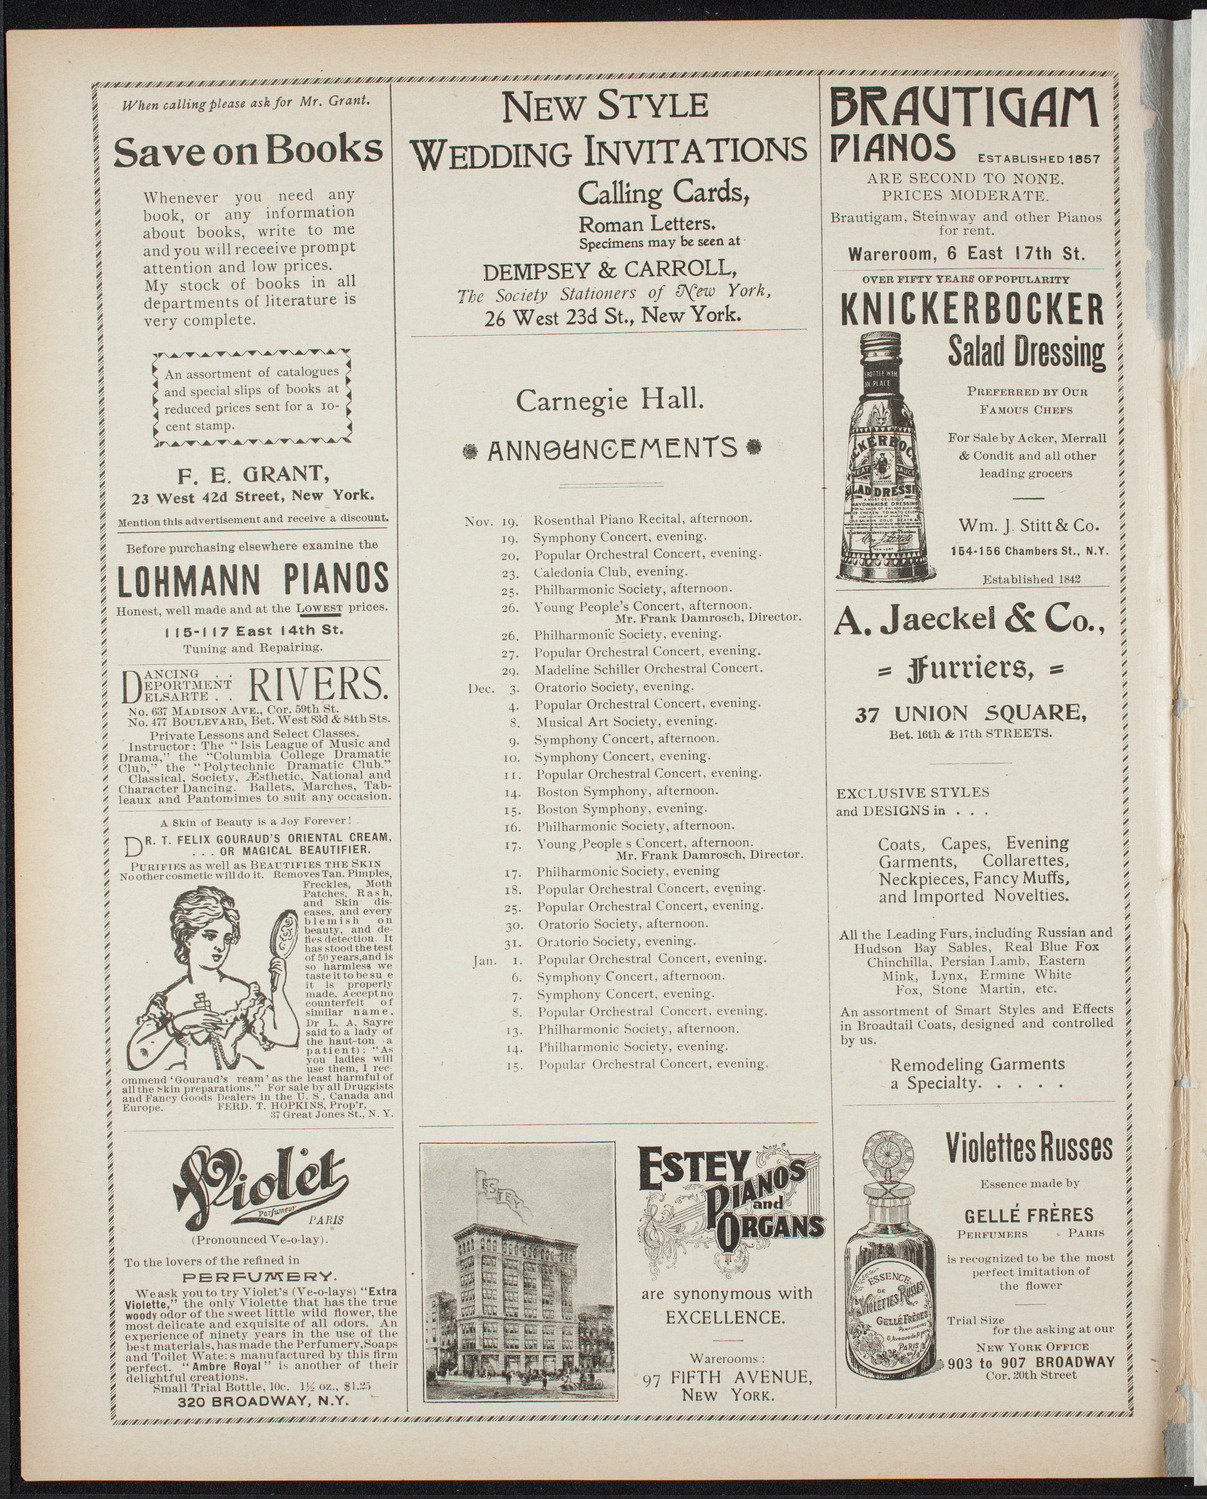 When calling please ask for Mr. Grant.
Save on Books
Whenever you need any
book, or any information
about books, write to me
and you will receeive prompt
attention and low prices.
My stock of books in all
departments of literature is
very complete.
An assortment of catalogues
and special slips of books at
reduced prices sent for a 10-
cent stamp.
F. E. GRANT,
23 West 42d Street, New York.
Mention this advertisement and receive a discount.
Before purchasing elsewhere examine the
LOHMANN PIANOS
Honest, well made and at the LOWEST prices.
115-117 East 14th St.
Tuning and Repairing.
DANCING . .
DEPORTMENT
DELSARTE . .
RIVERS.
No. 637 MADISON AVE., Cor. 59th St.
No. 477 BOULEVARD, Bet. West 83d & 84th Sts.
Private Lessons and Select Classes.
Instructor: The "Isis League of Music and
Drama," the "Columbia College Dramatic
Club," the "Polytechnic Dramatic Club."
Classical, Society, Æsthetic, National and
Character Dancing. Ballets, Marches, Tab-
leaux and Pantomimes to suit any occasion.
A Skin of Beauty is a Joy Forever!
DR. T. FELIX GOURAUD'S ORIENTAL CREAM,
. . . OR MAGICAL BEAUTIFIER.
PURIFIES as well as BEAUTIFIES THE SKIN
No other cosmetic will do it. Removes Tan, Pimples,
Freckles, Moth
Patches, Rash,
and Skin dis-
eases, and every
blemish on
beauty, and de-
fies detection. It
has stood the test
of 50 years, and is
so harmless we
taste it to be su e
it is properly
made. Accept no
counterfeit of
similar name.
Dr L. A. Sayre
said to a lady of
the haut-ton (a
patient): "As
you ladies will
use them, I rec-
ommend 'Gouraud's ream' as the least harmful of
all the Skin preparations." For sale by all Druggists
and Fancy Goods Dealers in the U. S., Canada and
Europe. FERD. T. HOPKINS, Prop'r,
37 Great Jones St., N. Y.
Violet
Parfumeur
PARIS
(Pronounced Ve-o-lay).
To the lovers of the refined in
PERFUMERY.
We ask you to try Violet's (Ve-o-lays) "Extra
Violette," the only Violette that has the true
woody odor of the sweet little wild flower, the
most delicate and exquisite of all odors. An
experience of ninety years in the use of the
best materials, has made the Perfumery, Soaps
and Toilet Waters manufactured by this firm
perfect. "Ambre Royal" is another of their
delightful creations.
Small Trial Bottle, 10c. 1½ oz., $1.25
320 BROADWAY, N.Y.
NEW STYLE
WEDDING INVITATIONS
Calling Cards,
Roman Letters.
Specimens may be seen at
DEMPSEY & CARROLL,
The Society Stationers of New York,
26 West 23d St., New York.
Carnegie Hall.
ANNOUNCEMENTS
Nov. 19. Rosenthal Piano Recital, afternoon.
19. Symphony Concert, evening.
20. Popular Orchestral Concert, evening.
23. Caledonia Club, evening.
25. Philharmonic Society, afternoon.
26. Young People's Concert, afternoon.
Mr. Frank Damrosch, Director.
26. Philharmonic Society, evening.
27. Popular Orchestral Concert, evening.
29. Madeline Schiller Orchestral Concert.
Dec. 3. Oratorio Society, evening.
4. Popular Orchestral Concert, evening.
8. Musical Art Society, evening.
9. Symphony Concert, afternoon.
10. Symphony Concert, evening.
11. Popular Orchestral Concert, evening.
14. Boston Symphony, afternoon.
15. Boston Symphony, evening.
16. Philharmonic Society, afternoon.
17. Young People s Concert, afternoon.
Mr. Frank Damrosch, Director.
17. Philharmonic Society, evening
18. Popular Orchestral Concert, evening.
25. Popular Orchestral Concert, evening.
30. Oratorio Society, afternoon.
31. Oratorio Society, evening.
Jan. 1. Popular Orchestral Concert, evening.
6. Symphony Concert, afternoon.
7. Symphony Concert, evening.
8. Popular Orchestral Concert, evening.
13. Philharmonic Society, afternoon.
14. Philharmonic Society, evening.
15. Popular Orchestral Concert, evening.
ESTEY
ESTEY
PIANOS
and
ORGANS
are synonymous with
EXCELLENCE.
Warerooms:
97 FIFTH AVENUE,
NEW YORK.
BRAUTIGAM
PIANOS ESTABLISHED 1857
ARE SECOND TO NONE.
PRICES MODERATE.
Brautigam, Steinway and other Pianos
for rent.
Wareroom, 6 East 17th St.
OVER FIFTY YEARS OF POPULARITY
KNICKERBOCKER
Salad Dressing
PREFERRED BY OUR
FAMOUS CHEFS
For Sale by Acker, Merrall
& Condit and all other
leading grocers
Wm. J. Stitt & Co.
154-156 Chambers St., N.Y.
Established 1842
A. Jaeckel & Co.,
= Furriers, =
37 UNION SQUARE,
Bet. 16th & 17th STREETS.
EXCLUSIVE STYLES
and DESIGNS in . . .
Coats, Capes, Evening
Garments, Collarettes,
Neckpieces, Fancy Muffs,
and Imported Novelties.
All the Leading Furs, including Russian and
Hudson Bay Sables, Real Blue Fox
Chinchilla, Persian Lamb, Eastern
Mink, Lynx, Ermine White
Fox, Stone Martin, etc.
An assortment of Smart Styles and Effects
in Broadtail Coats, designed and controlled
by us.
Remodeling Garments
a Specialty. . . . .
Violettes Russes
Essence made by
GELLÉ FRÈRES
PERFUMERS . PARIS
is recognized to be the most
perfect imitation of
the flower
Trial Size
for the asking at our
NEW YORK OFFICE
903 to 907 BROADWAY
Cor. 20th Street
ESSENCE
DE
VIOLETTES RUSSES
GELLÉ FRÈRES
PARIS